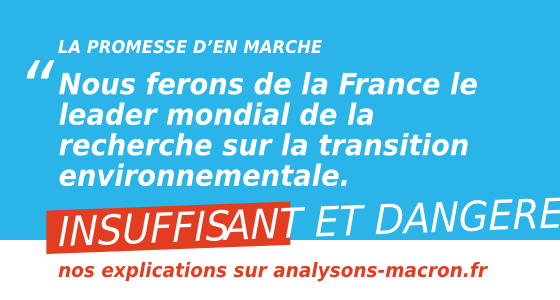 LA PROMESSE D'EN MARCHE
“ Nous ferons de la France le
leader mondial de la
recherche sur la transition
environnementale.
INSUFFISANT ET DANGERE
nos explications sur analysons-macron.fr